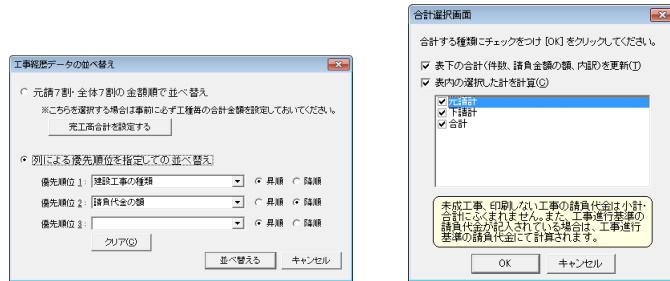 工事経歴データの並べ替え
元請7割・全体7割の金額順で並べ替え
※こちらを選択する場合は事前に必ず工種毎の合計金額を設定しておいてください。
完工高合計を設定する
列による優先順位を指定しての並べ替え
優先順位 1: 建設工事の種類 昇順 降順
優先順位 2: 請負代金の額 昇順 降順
優先順位 3: 昇順 降順
クリア(C)
並べ替える キャンセル
合計選択画面
合計する種類にチェックをつけ [OK] をクリックしてください。
表下の合計(件数、請負金額の額、内訳)を更新(T)
表内の選択した計を計算(C)
元請計
下請計
合計
未成工事、印刷しない工事の請負代金は小計・
合計にふくまれません。また、工事進行基準の
請負代金が記入されている場合は、工事進行
基準の請負代金にて計算されます。
OK キャンセル